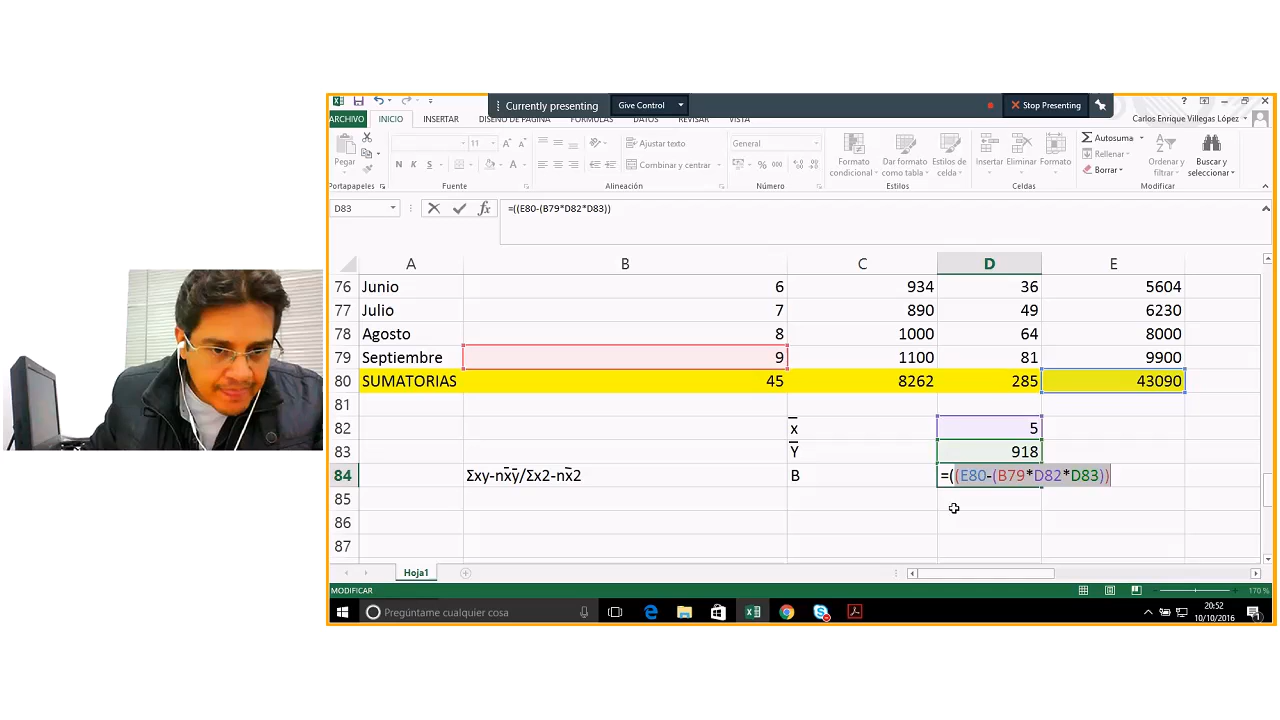 Currently presenting Give Control Stop Presenting
ARCHIVO INICIO INSERTAR DISEÑO DE PÁGINA FÓRMULAS DATOS REVISAR VISTA Carlos Enrique Villegas López
Pegar 11 Ajustar texto General Formato condicional Dar formato como tabla Estilos de celda Insertar Eliminar Formato Autosuma Rellenar Borrar Ordenar y filtrar Buscar y seleccionar
N K S Combinar y centrar % 000
Portapapeles Fuente Alineación Número Estilos Celdas Modificar
D83 fx =((E80-(B79*D82*D83))
A B C D E
76 Junio 6 934 36 5604
77 Julio 7 890 49 6230
78 Agosto 8 1000 64 8000
79 Septiembre 9 1100 81 9900
80 SUMATORIAS 45 8262 285 43090
81
82 x̅ 5
83 Y̅ 918
84 Σxy-nx̅y̅/Σx2-nx̅2 B =((E80-(B79*D82*D83))
85
86
87
Hoja1
MODIFICAR 170 %
Pregúntame cualquier cosa 20:52
10/10/2016